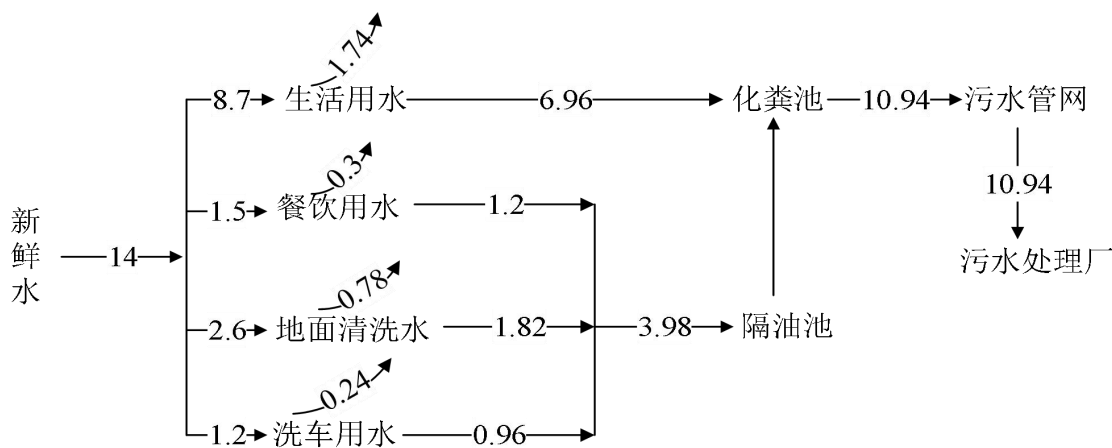 1.74
8.7 生活用水 6.96 化粪池 10.94 污水管网
0.3
10.94
1.5 餐饮用水 1.2
新鲜水 14
污水处理厂
0.78
2.6 地面清洗水 1.82 3.98 隔油池
0.24
1.2 洗车用水 0.96